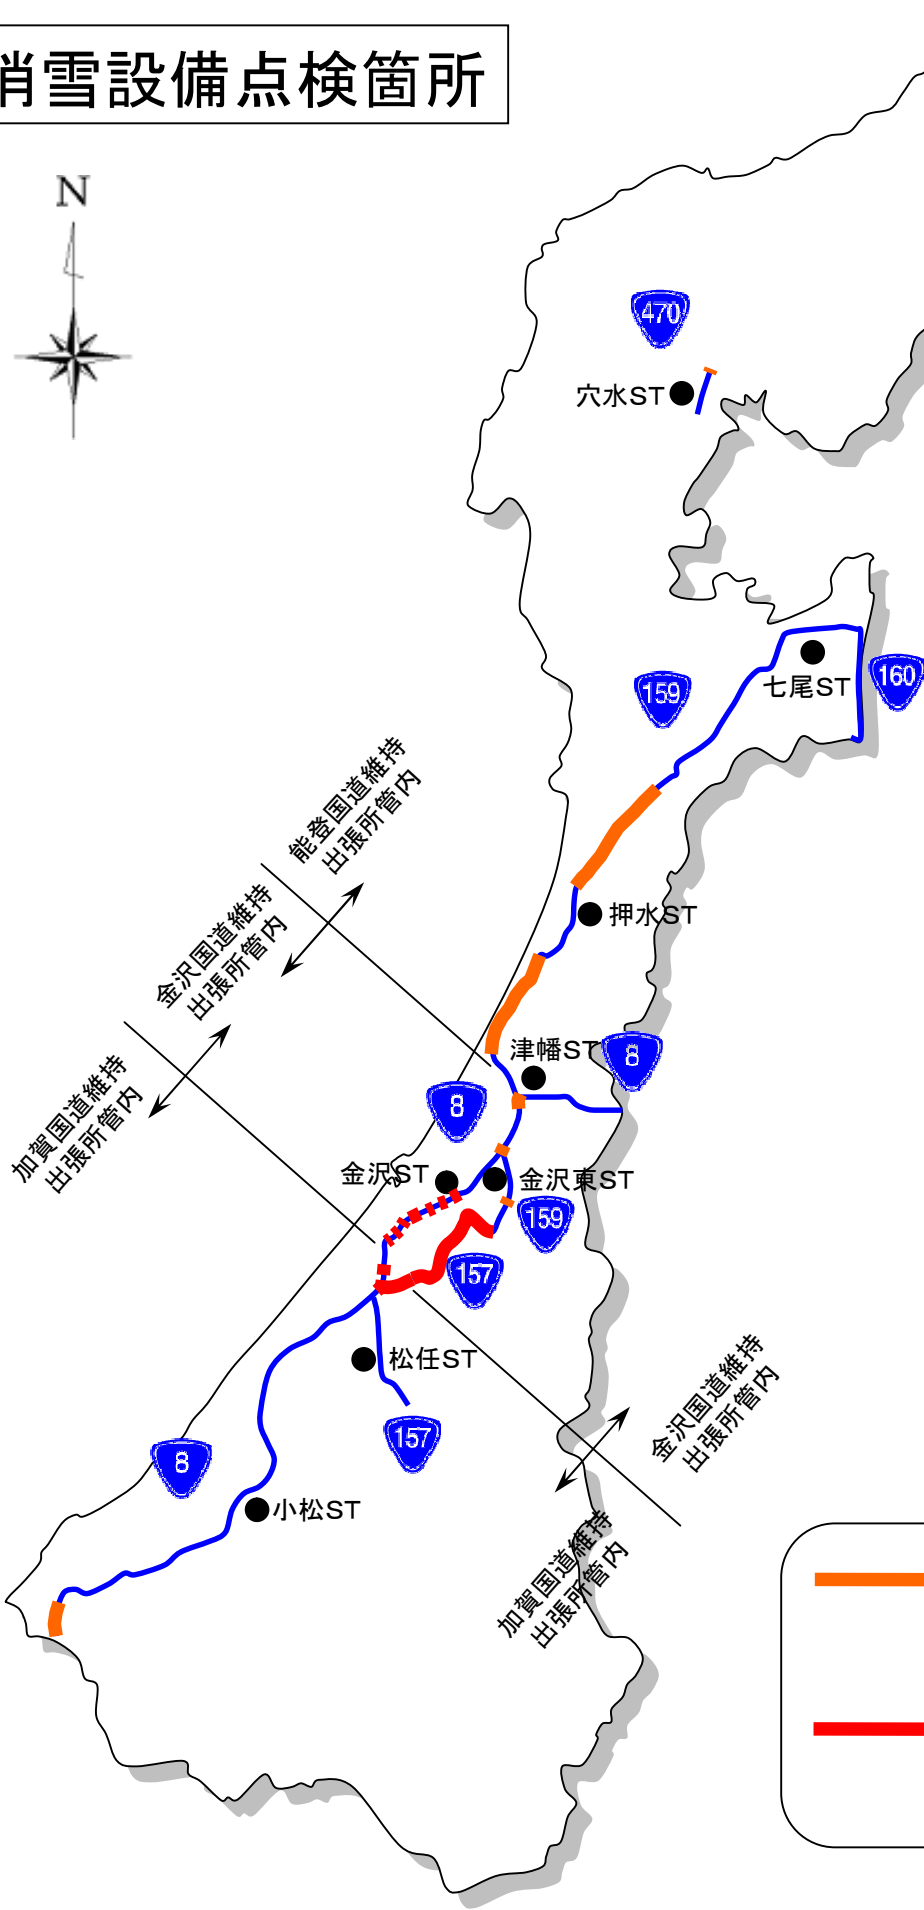 消雪設備点検箇所
N
470
穴水ST
159
160
七尾ST
能登国道維持
出張所管内
金沢国道維持
出張所管内
押水ST
加賀国道維持
出張所管内
津幡ST
8
8
金沢ST
金沢東ST
159
157
松任ST
金沢国道維持
出張所管内
157
8
小松ST
加賀国道維持
出張所管内